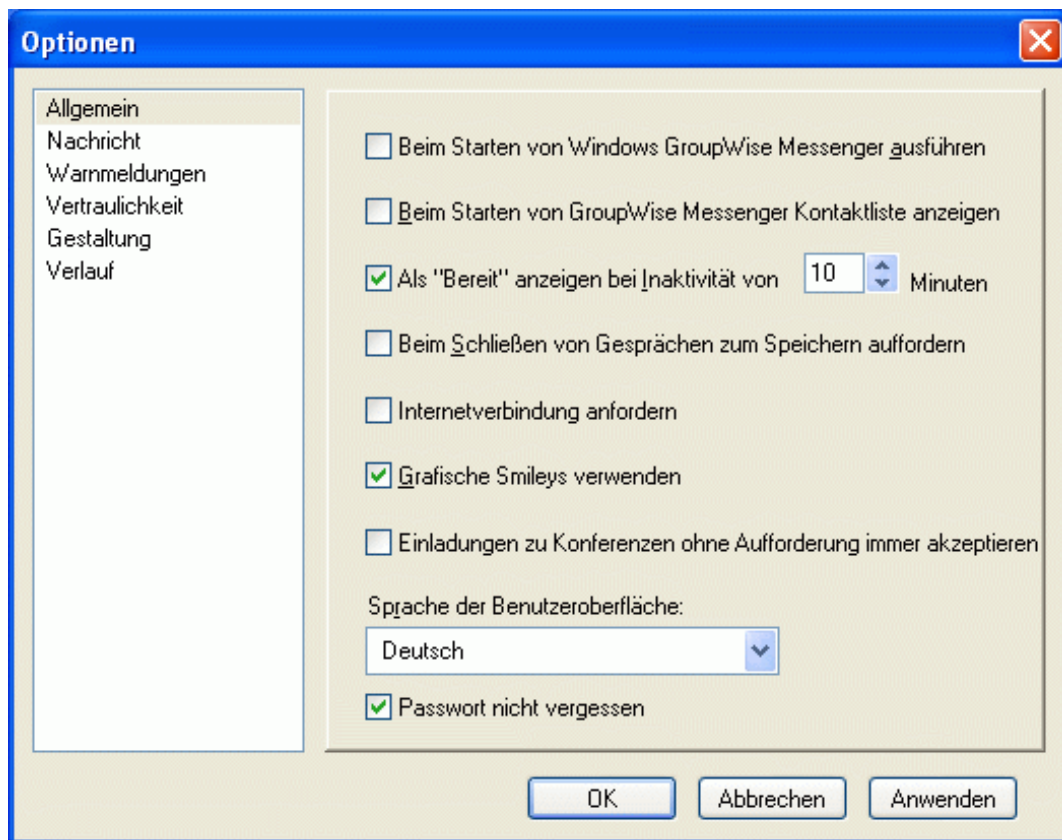 Optionen
Allgemein
Nachricht
Warnmeldungen
Vertraulichkeit
Gestaltung
Verlauf
Beim Starten von Windows GroupWise Messenger ausführen
Beim Starten von GroupWise Messenger Kontaktliste anzeigen
Als "Bereit" anzeigen bei Inaktivität von 10 Minuten
Beim Schließen von Gesprächen zum Speichern auffordern
Internetverbindung anfordern
Grafische Smileys verwenden
Einladungen zu Konferenzen ohne Aufforderung immer akzeptieren
Sprache der Benutzeroberfläche:
Deutsch
Passwort nicht vergessen
OK Abbrechen Anwenden